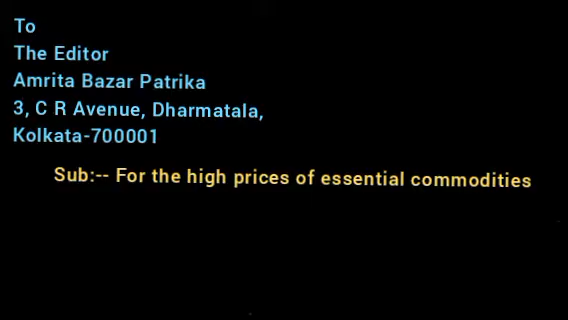 To
The Editor
Amrita Bazar Patrika
3, C R Avenue, Dharmatala,
Kolkata-700001
Sub:-- For the high prices of essential commodities